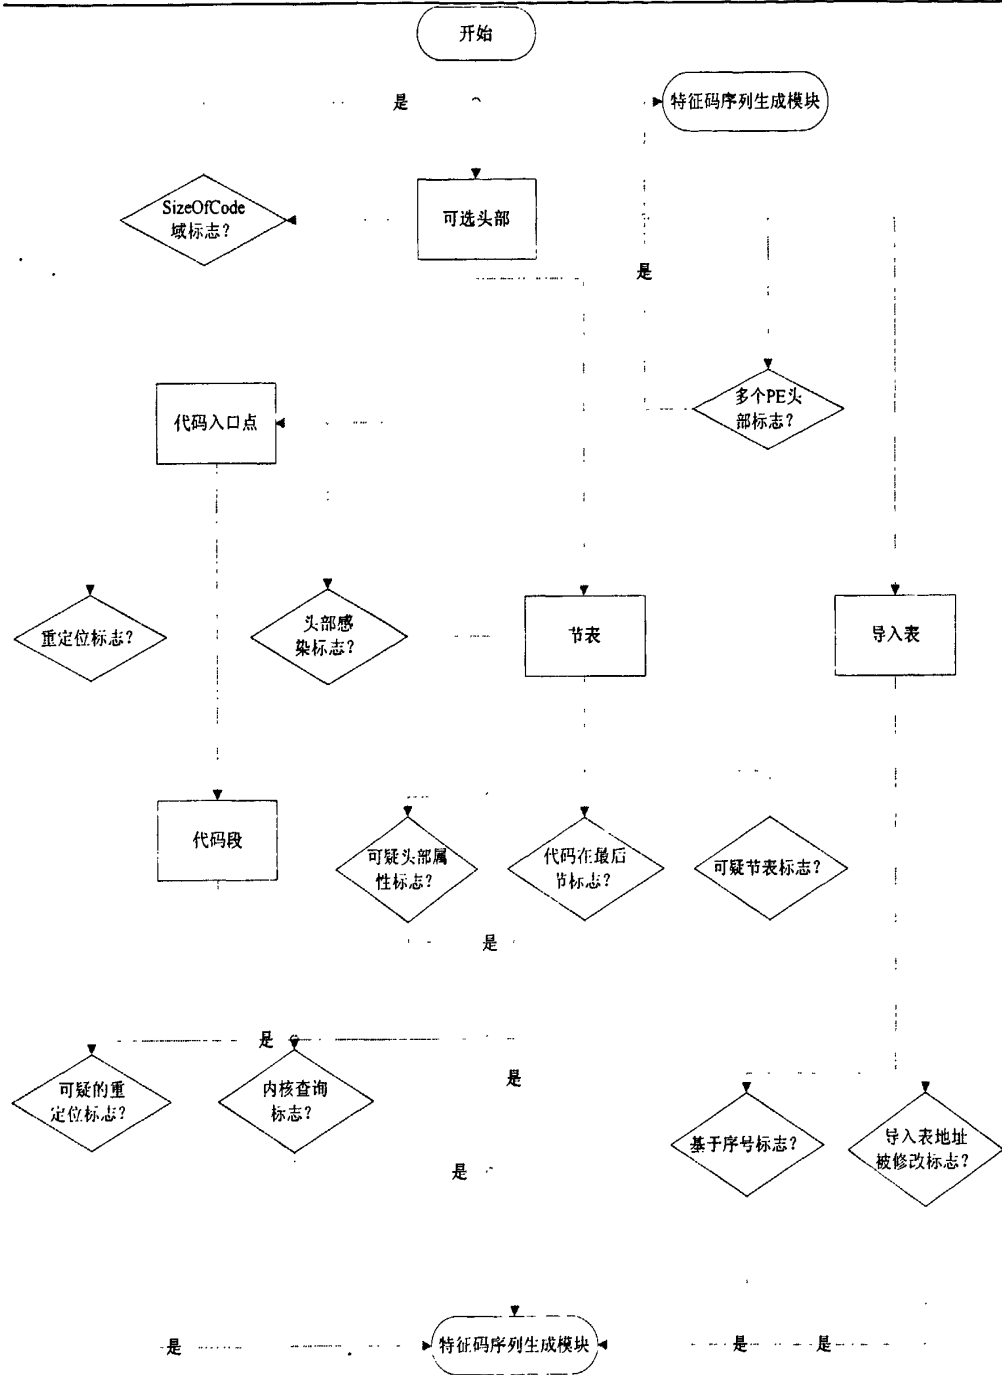 开始
是
特征码序列生成模块
SizeOfCode
域标志？
可选头部
是
多个PE头
部标志？
代码入口点
重定位标志？
头部感
染标志？
节表
导入表
代码段
可疑头部属
性标志？
代码在最后
节标志？
可疑节表标志？
是
是
是
可疑的重
定位标志？
内核查询
标志？
基于序号标志？
导入表地址
被修改标志？
是
是
特征码序列生成模块
是
是